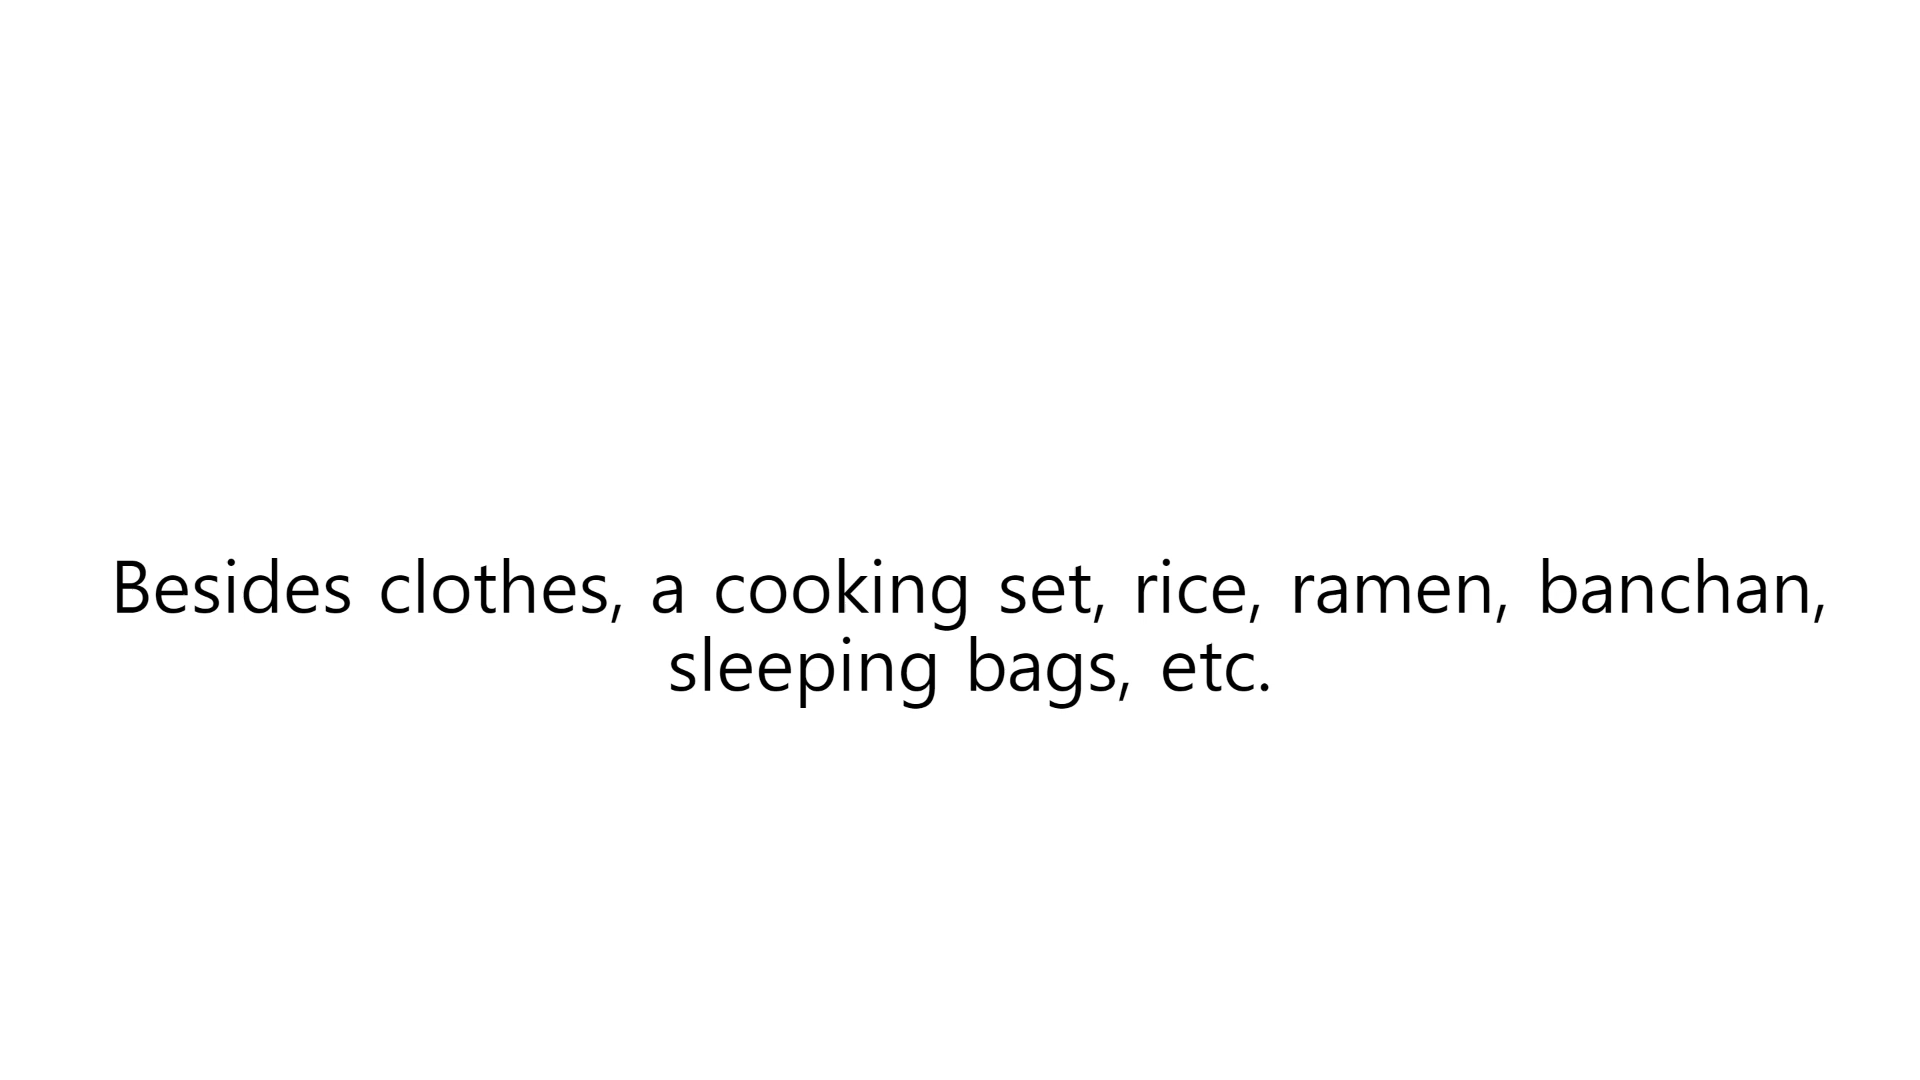 Besides clothes, a cooking set, rice, ramen, banchan,
sleeping bags, etc.